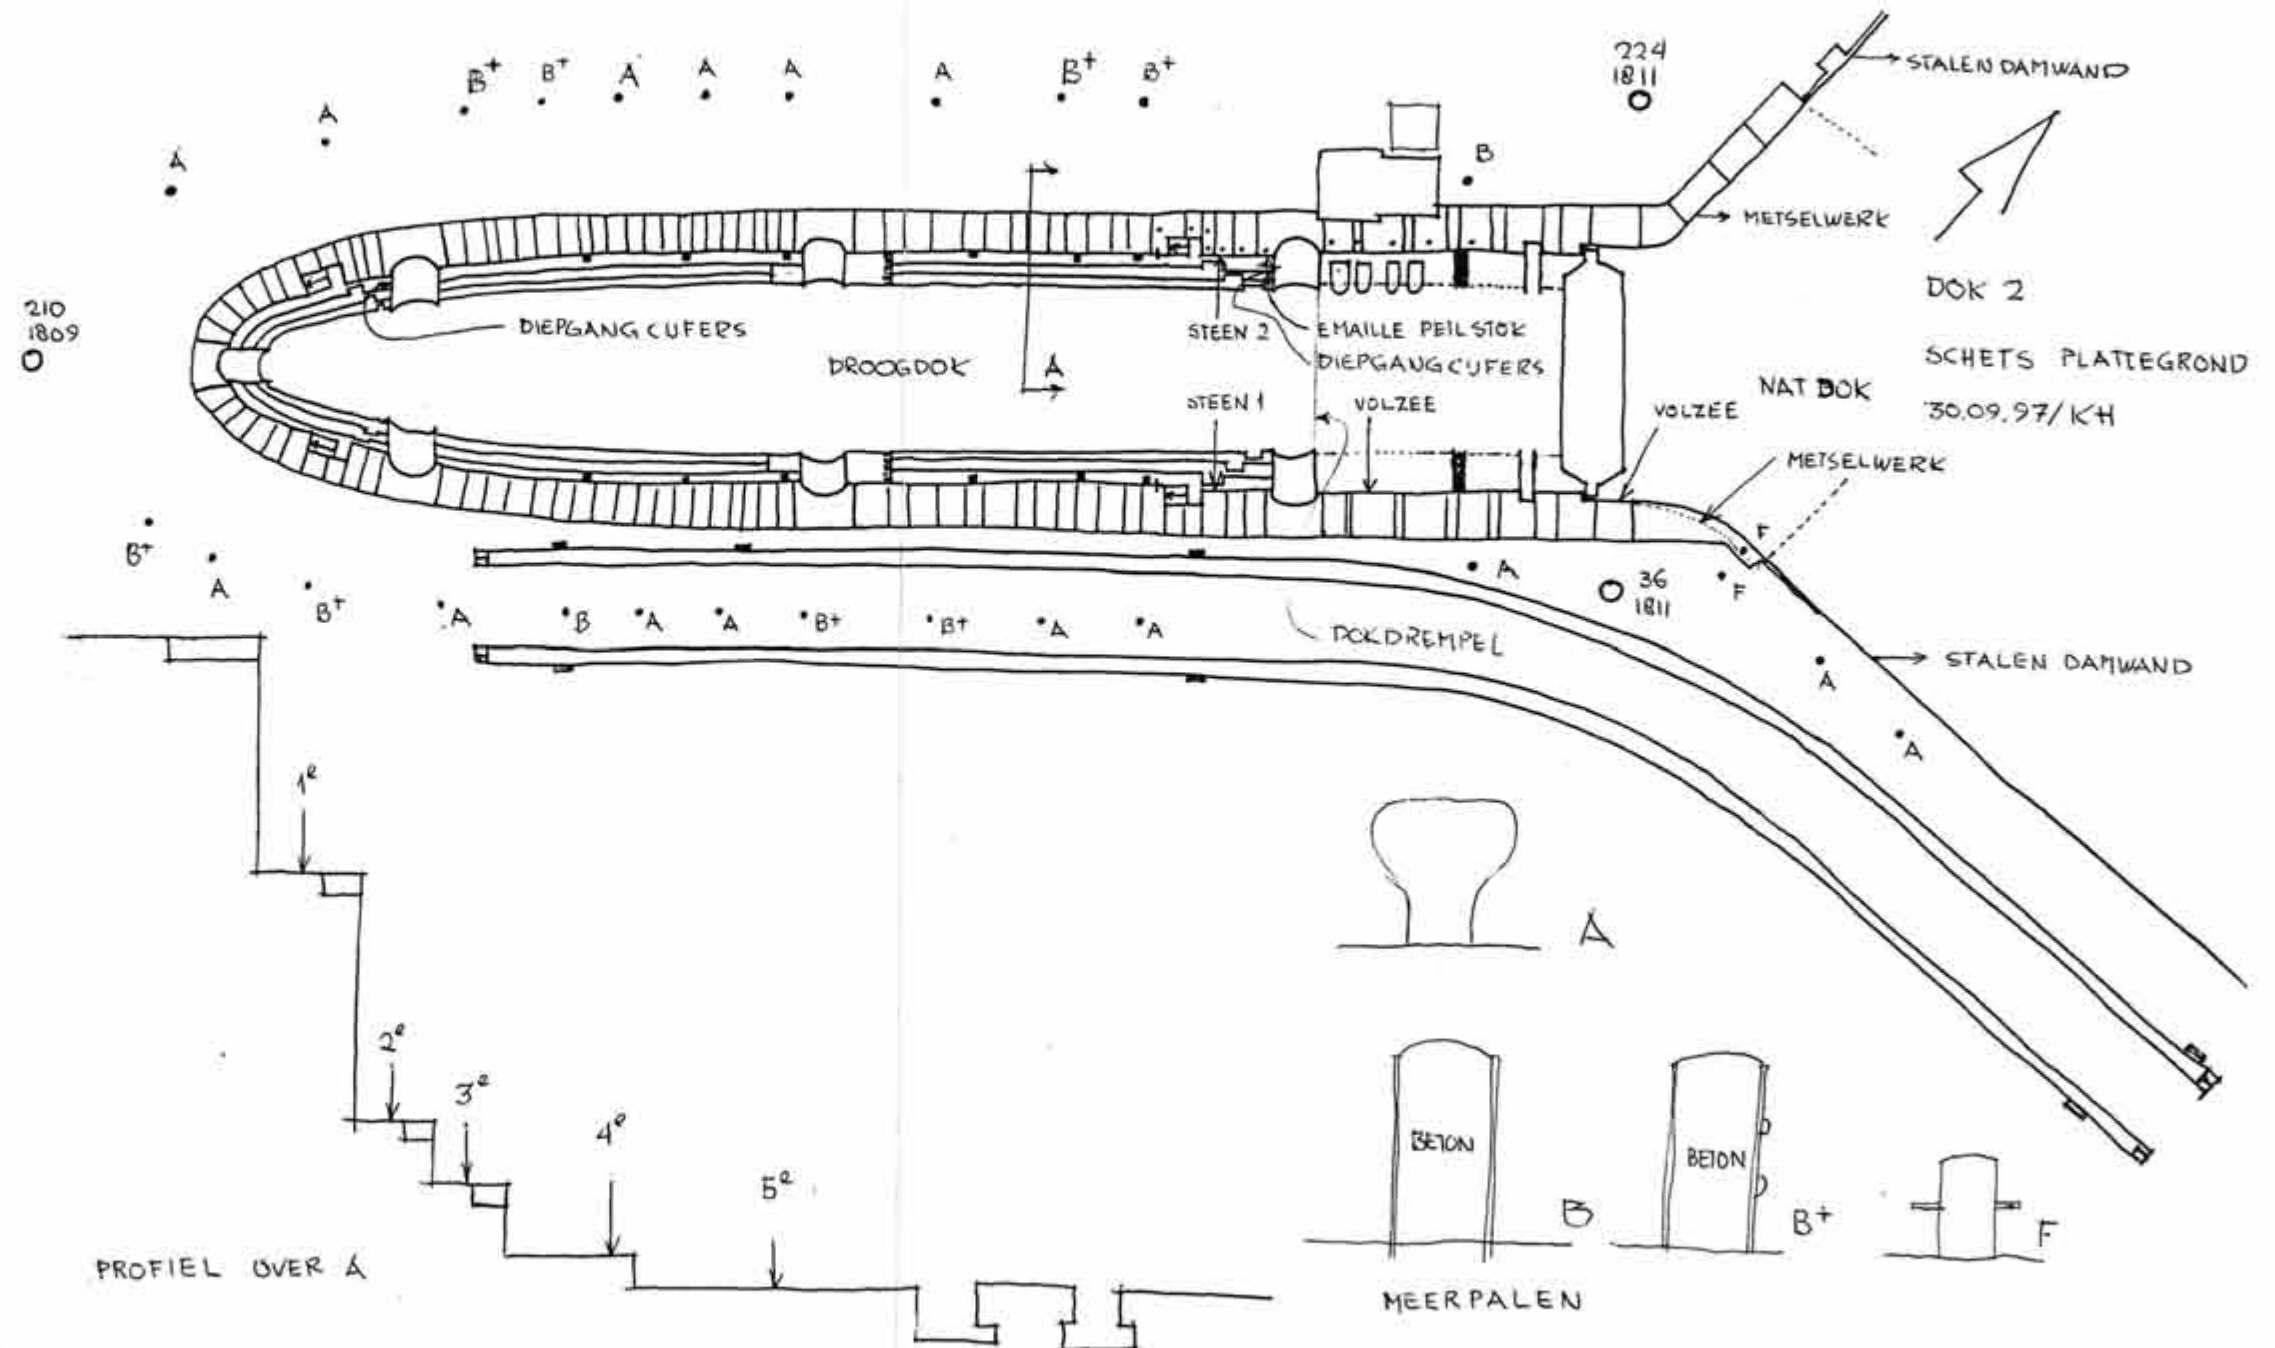 B+
B+
A
A
A
A
B+
B+
224
1811
STALEN DAMWAND
A
A
B
METSELWERK
DOK 2
210
1809
DIEPGANG CIJFERS
STEEN 2
EMAILLE PEILSTOK
DROOGDOK
A
DIEPGANG CIJFERS
SCHETS PLATTEGROND
NAT DOK
STEEN 1
VOLZEE
VOLZEE
30.09.97/KH
METSELWERK
F
B+
A
B+
A
B
A
A
B+
B+
A
A
A
36
1811
F
DOKDREMPEL
STALEN DAMWAND
A
A
1e
A
2e
3e
4e
5e
BETON
B
BETON
B+
F
PROFIEL OVER A
MEERPALEN